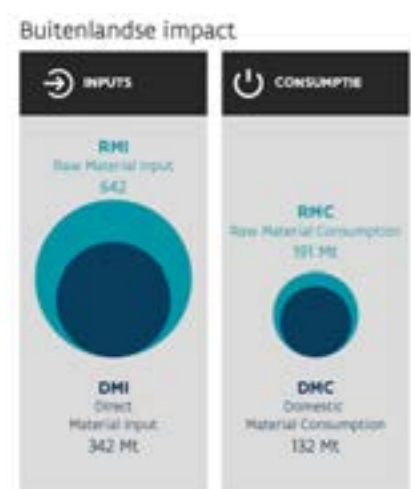 Buitenlandse impact
INPUTS
RMI
Raw Material Input
642
DMI
Direct
Material Input
342 Mt
CONSUMPTIE
RMC
Raw Material Consumption
191 Mt
DMC
Domestic
Material Consumption
132 Mt